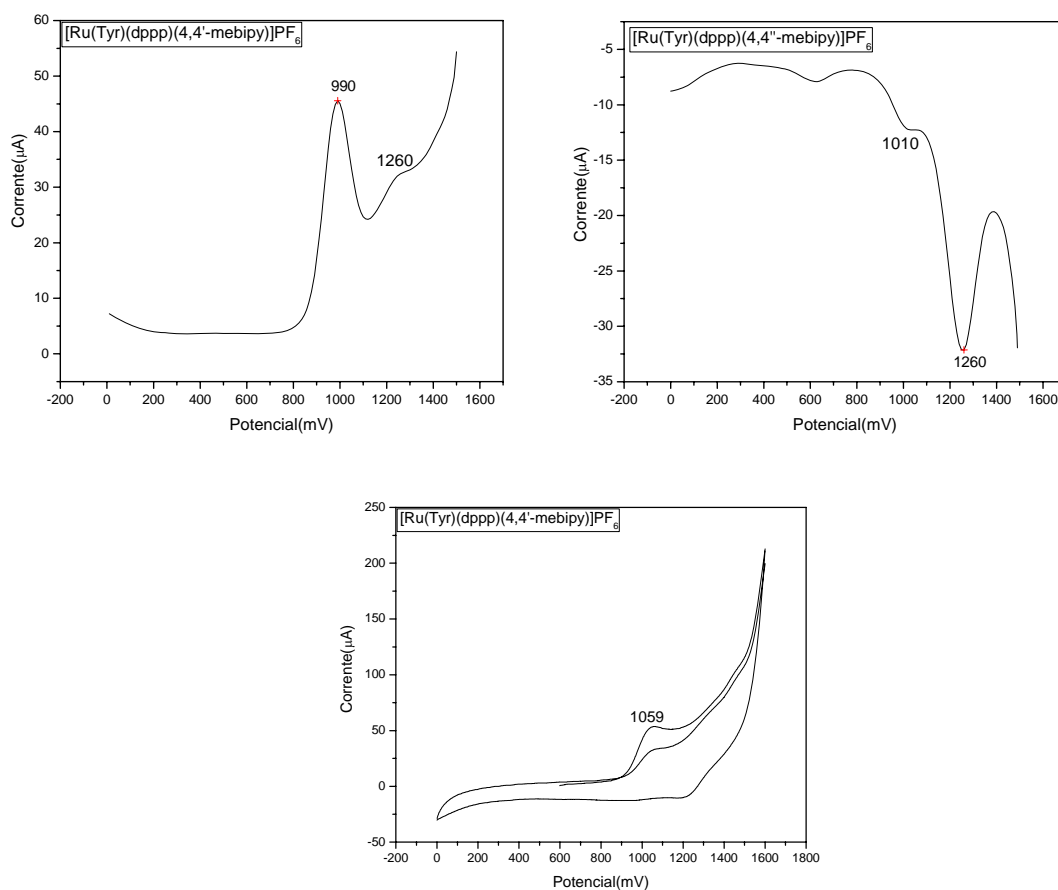 [Ru(Tyr)(dppp)(4,4'-mebipy)]PF6
60
50
40
30
20
10
0
990
1260
Corrente(μA)
-200 0 200 400 600 800 1000 1200 1400 1600
Potencial(mV)
[Ru(Tyr)(dppp)(4,4''-mebipy)]PF6
-5
-10
-15
-20
-25
-30
-35
1010
1260
Corrente(μA)
-200 0 200 400 600 800 1000 1200 1400 1600
Potencial(mV)
[Ru(Tyr)(dppp)(4,4'-mebipy)]PF6
250
200
150
100
50
0
-50
1059
Corrente(μA)
-200 0 200 400 600 800 1000 1200 1400 1600 1800
Potencial(mV)